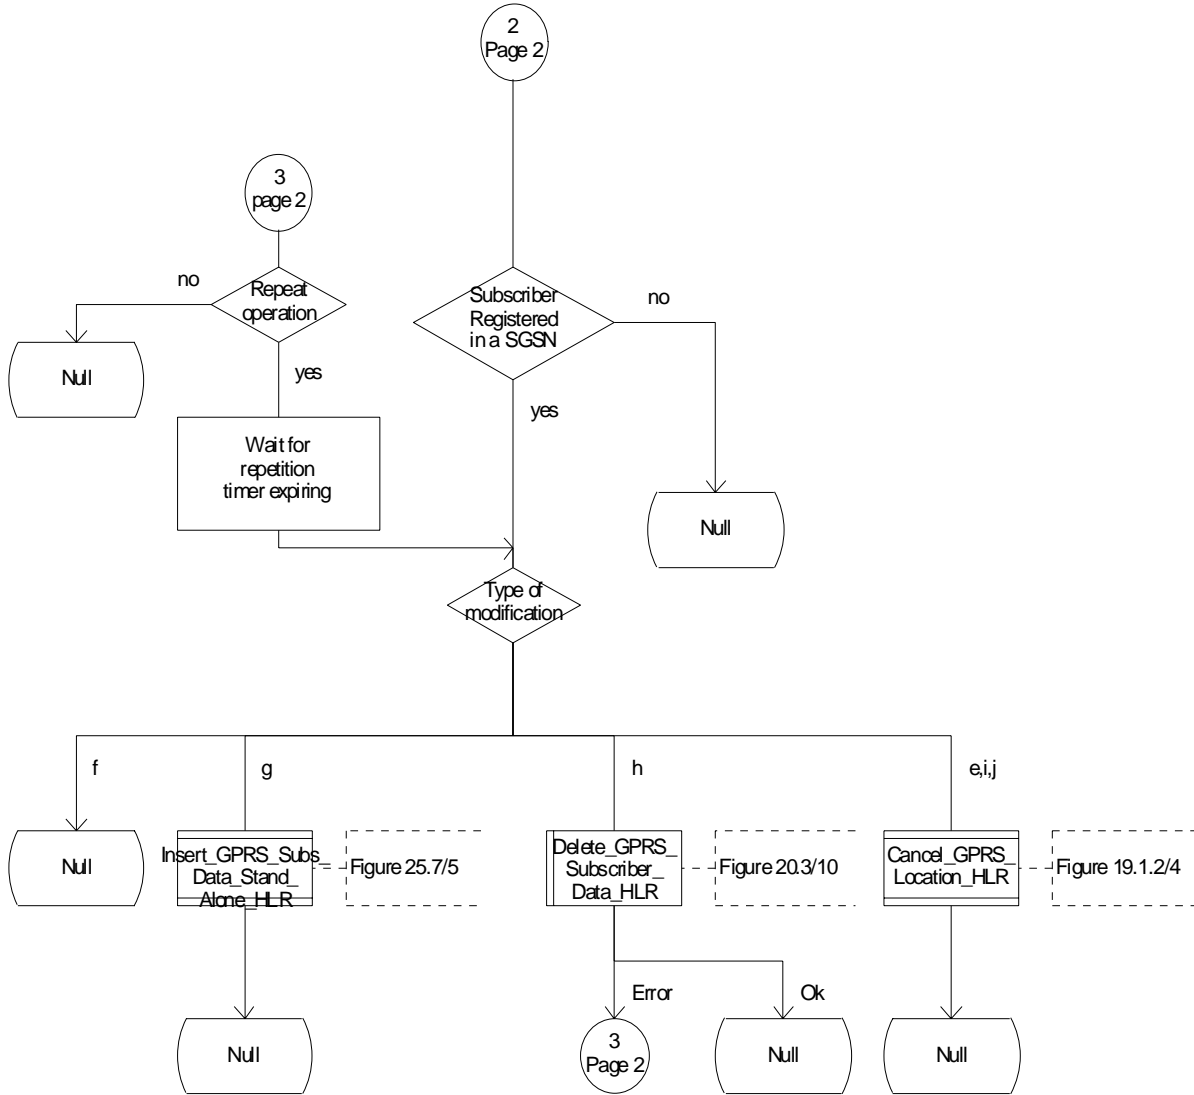 2
Page 2
3
page 2
no
Repeat
operation
Subscriber
Registered
in a SGSN
no
Null
yes
yes
Wait for
repetition
timer expiring
Null
Type of
modification
f
g
h
e,i,j
Null
Insert_GPRS_Subs_
Data_Stand_
Alone_HLR
Figure 25.7/5
Delete_GPRS_
Subscriber_
Data_HLR
Figure 20.3/10
Cancel_GPRS_
Location_HLR
Figure 19.1.2/4
Error
Ok
Null
3
Page 2
Null
Null